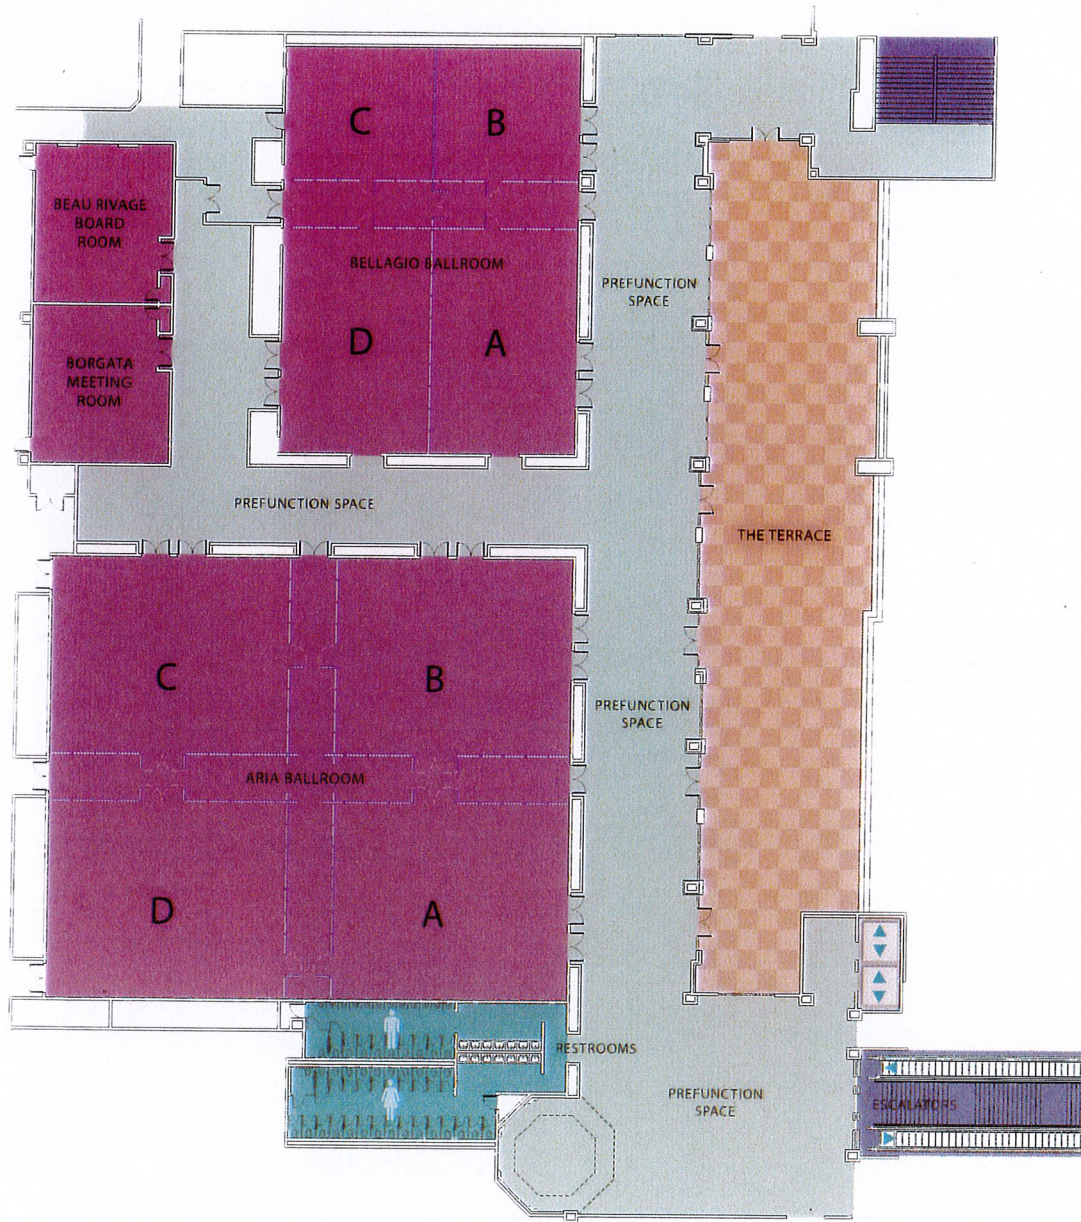 C
B
BEAU RIVAGE
BOARD
ROOM
BELLAGIO BALLROOM
PREFUNCTION
SPACE
D
A
BORGATA
MEETING
ROOM
PREFUNCTION SPACE
THE TERRACE
C
B
PREFUNCTION
SPACE
ARIA BALLROOM
D
A
RESTROOMS
PREFUNCTION
SPACE
ESCALATORS